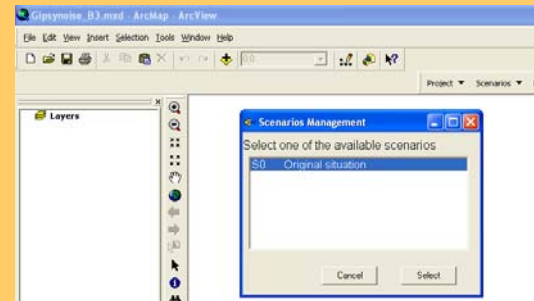 Gipsynoise_B3.mxd - ArcMap - ArcView
File Edit View Insert Selection Tools Window Help
Project Scenarios
Layers
Scenarios Management
Select one of the available scenarios
S0 Original situation
Cancel Select